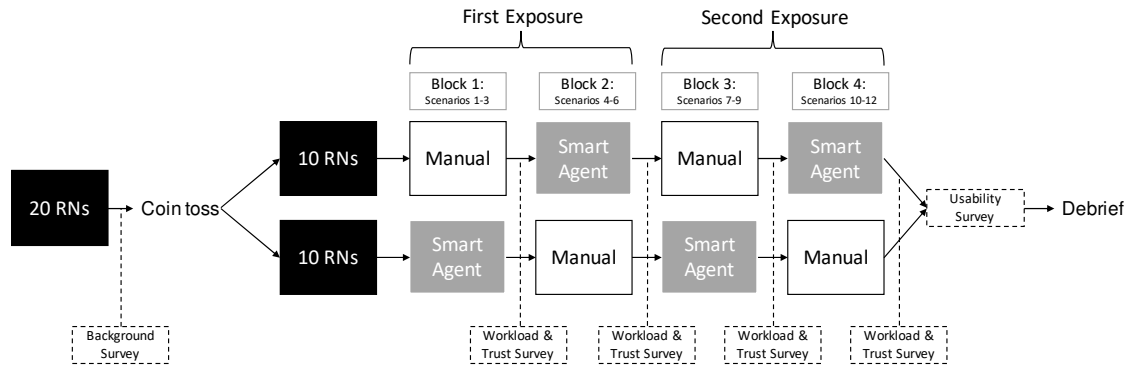 First Exposure
Second Exposure
Block 1:
Scenarios 1-3
Block 2:
Scenarios 4-6
Block 3:
Scenarios 7-9
Block 4:
Scenarios 10-12
10 RNs
Manual
Smart
Agent
Manual
Smart
Agent
20 RNs
Coin toss
Usability
Survey
Debrief
10 RNs
Smart
Agent
Manual
Smart
Agent
Manual
Background
Survey
Workload &
Trust Survey
Workload &
Trust Survey
Workload &
Trust Survey
Workload &
Trust Survey